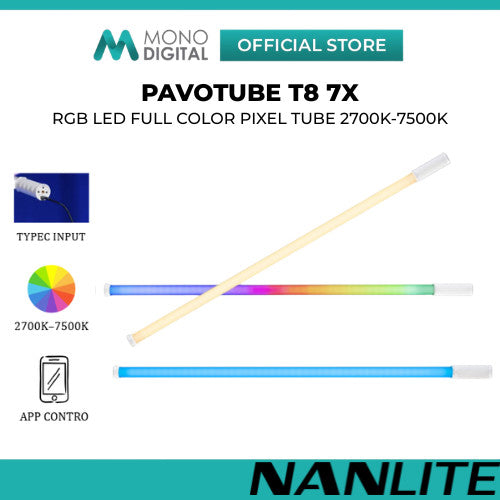 MONO
DIGITAL
OFFICIAL STORE
PAVOTUBE T8 7X
RGB LED FULL COLOR PIXEL TUBE 2700K-7500K
TYPEC INPUT
2700K–7500K
APP CONTRO
NANLITE